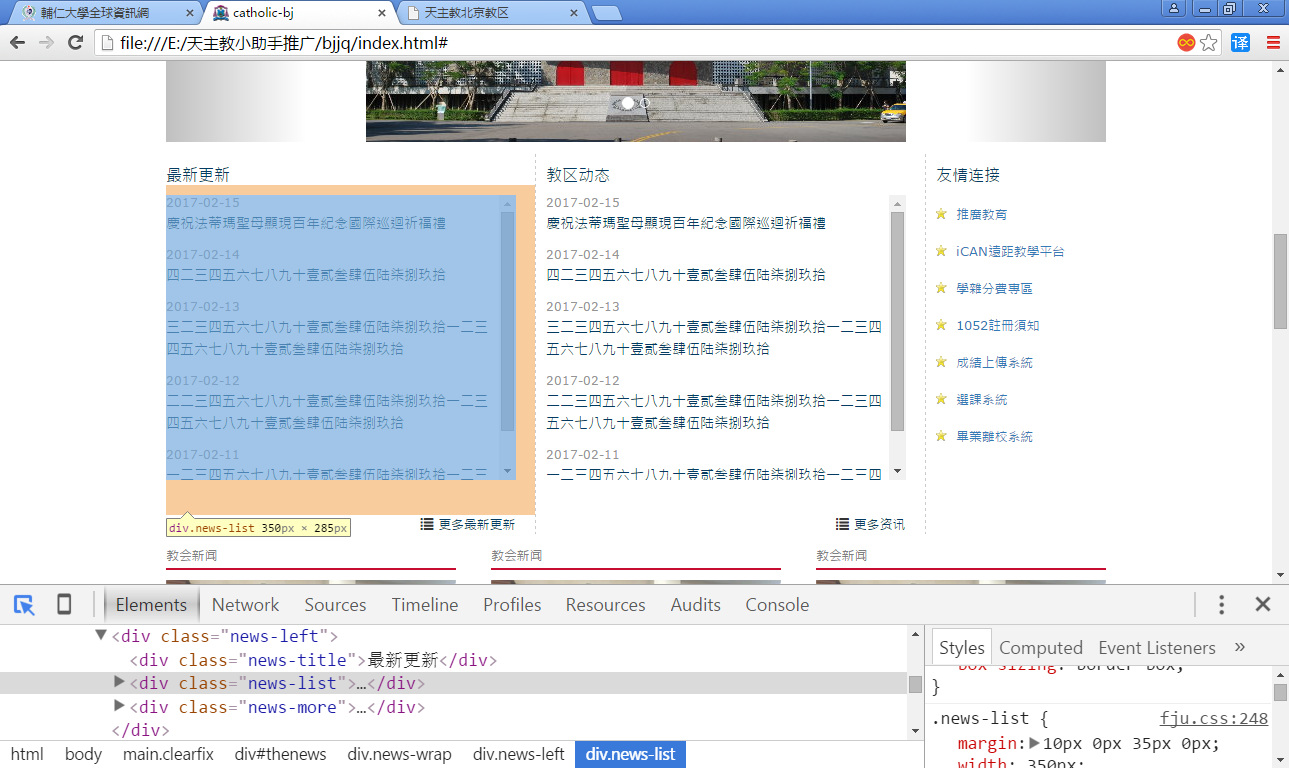 輔仁大學全球資訊網
catholic-bj
天主教北京教区
file:///E:/天主教小助手推广/bjjq/index.html#
译
最新更新
2017-02-15
慶祝法蒂瑪聖母顯現百年紀念國際巡迴祈福禮
2017-02-14
四二三四五六七八九十壹貳叁肆伍陆柒捌玖拾
2017-02-13
三二三四五六七八九十壹貳叁肆伍陆柒捌玖拾一二三
四五六七八九十壹貳叁肆伍陆柒捌玖拾
2017-02-12
二二三四五六七八九十壹貳叁肆伍陆柒捌玖拾一二三
四五六七八九十壹貳叁肆伍陆柒捌玖拾
2017-02-11
一二三四五六七八九十壹貳叁肆伍陆柒捌玖拾一二三
更多最新更新
教区动态
2017-02-15
慶祝法蒂瑪聖母顯現百年紀念國際巡迴祈福禮
2017-02-14
四二三四五六七八九十壹貳叁肆伍陆柒捌玖拾
2017-02-13
三二三四五六七八九十壹貳叁肆伍陆柒捌玖拾一二三四
五六七八九十壹貳叁肆伍陆柒捌玖拾
2017-02-12
二二三四五六七八九十壹貳叁肆伍陆柒捌玖拾一二三四
五六七八九十壹貳叁肆伍陆柒捌玖拾
2017-02-11
一二三四五六七八九十壹貳叁肆伍陆柒捌玖拾一二三四
更多资讯
友情连接
推廣教育
iCAN遠距教學平台
學雜分費專區
1052註冊須知
成績上傳系統
選課系統
畢業離校系統
div.news-list 350px × 285px
教会新闻
教会新闻
教会新闻
Elements Network Sources Timeline Profiles Resources Audits Console
<div class="news-left">
<div class="news-title">最新更新</div>
<div class="news-list">…</div>
<div class="news-more">…</div>
</div>
html body main.clearfix div#thenews div.news-wrap div.news-left div.news-list
Styles Computed Event Listeners »
box-sizing: border-box;
}
.news-list { fju.css:248
margin: 10px 0px 35px 0px;
width: 350px;